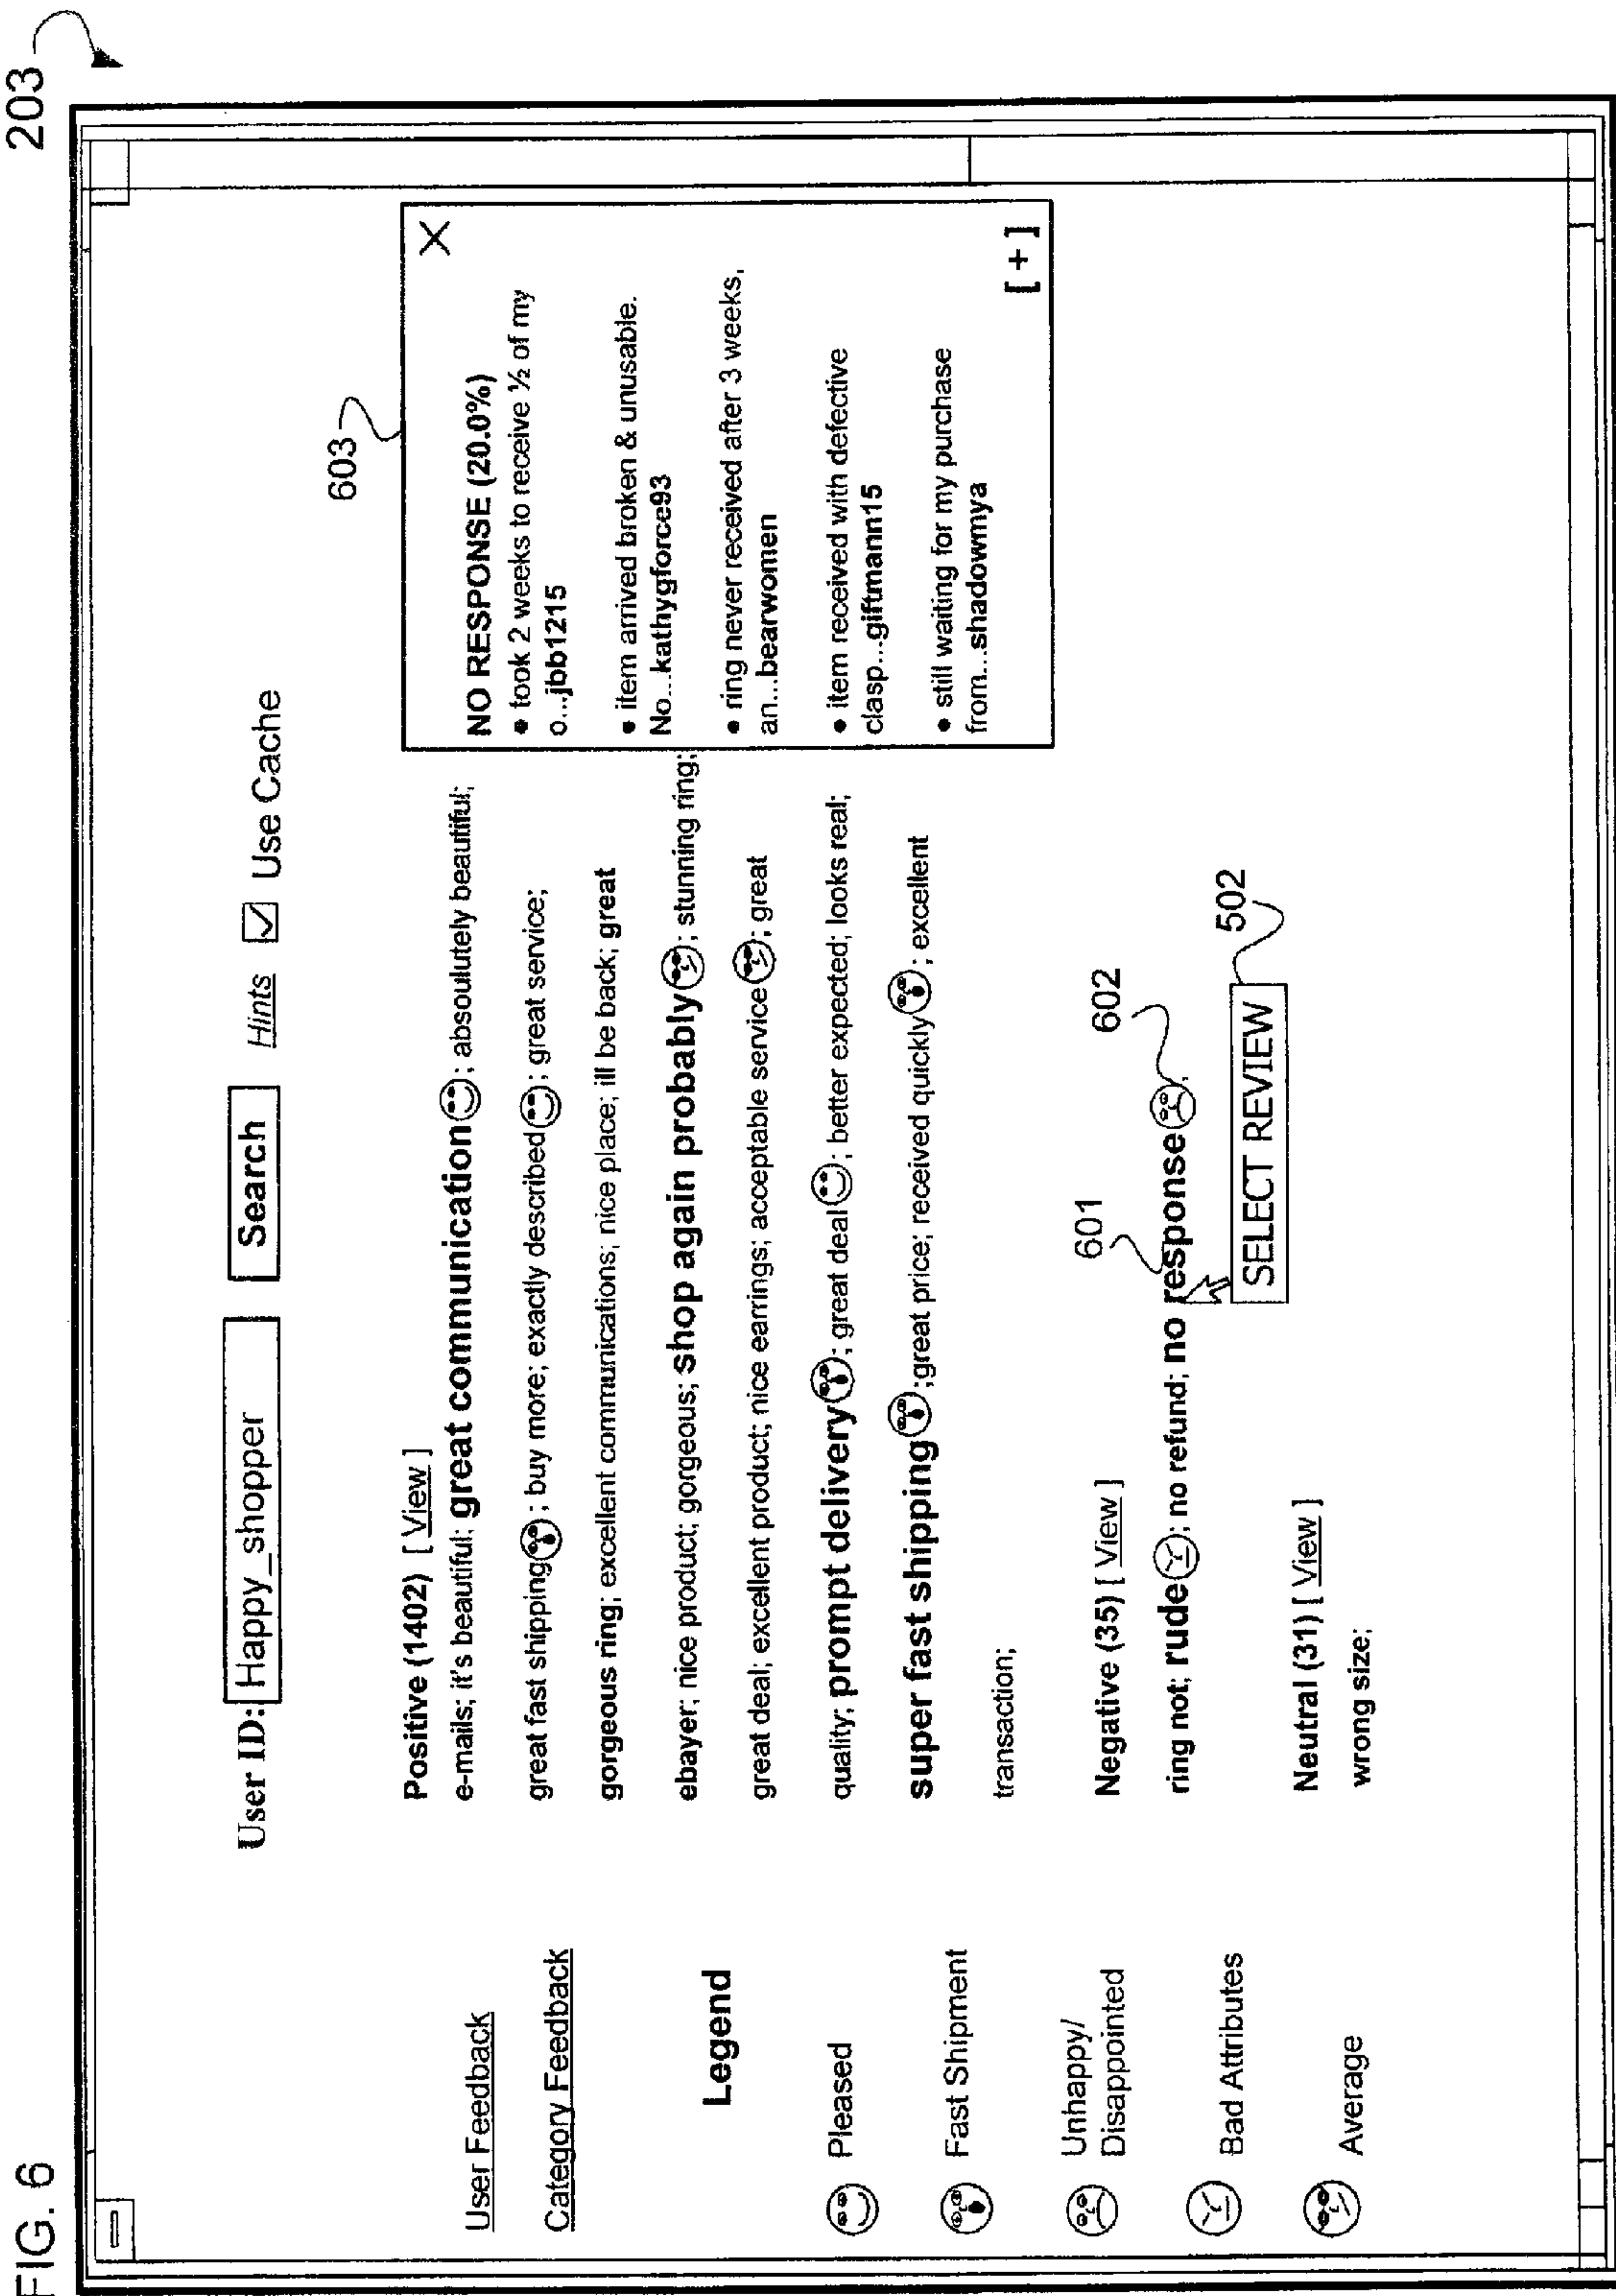 FIG. 6
203
User ID: Happy_shopper Search Hints Use Cache
User Feedback
Category Feedback
Legend
Pleased
Fast Shipment
Unhappy/
Disappointed
Bad Attributes
Average
Positive (1402) [ View ]
e-mails; it's beautiful; great communication; absoulutely beautiful;
great fast shipping; buy more; exactly described; great service;
gorgeous ring; excellent communications; nice place; ill be back; great
ebayer; nice product; gorgeous; shop again probably; stunning ring;
great deal; excellent product; nice earrings; acceptable service; great
quality; prompt delivery; great deal; better expected; looks real;
super fast shipping;great price; received quickly; excellent
transaction;
Negative (35) [ View ]
601
602
ring not; rude; no refund; no response;
SELECT REVIEW
502
Neutral (31) [ View ]
wrong size;
603
X
NO RESPONSE (20.0%)
• took 2 weeks to receive ½ of my
o...jbb1215
• item arrived broken & unusable.
No...kathygforce93
• ring never received after 3 weeks,
an...bearwomen
• item received with defective
clasp...giftmann15
• still waiting for my purchase
from...shadowmya
[ + ]